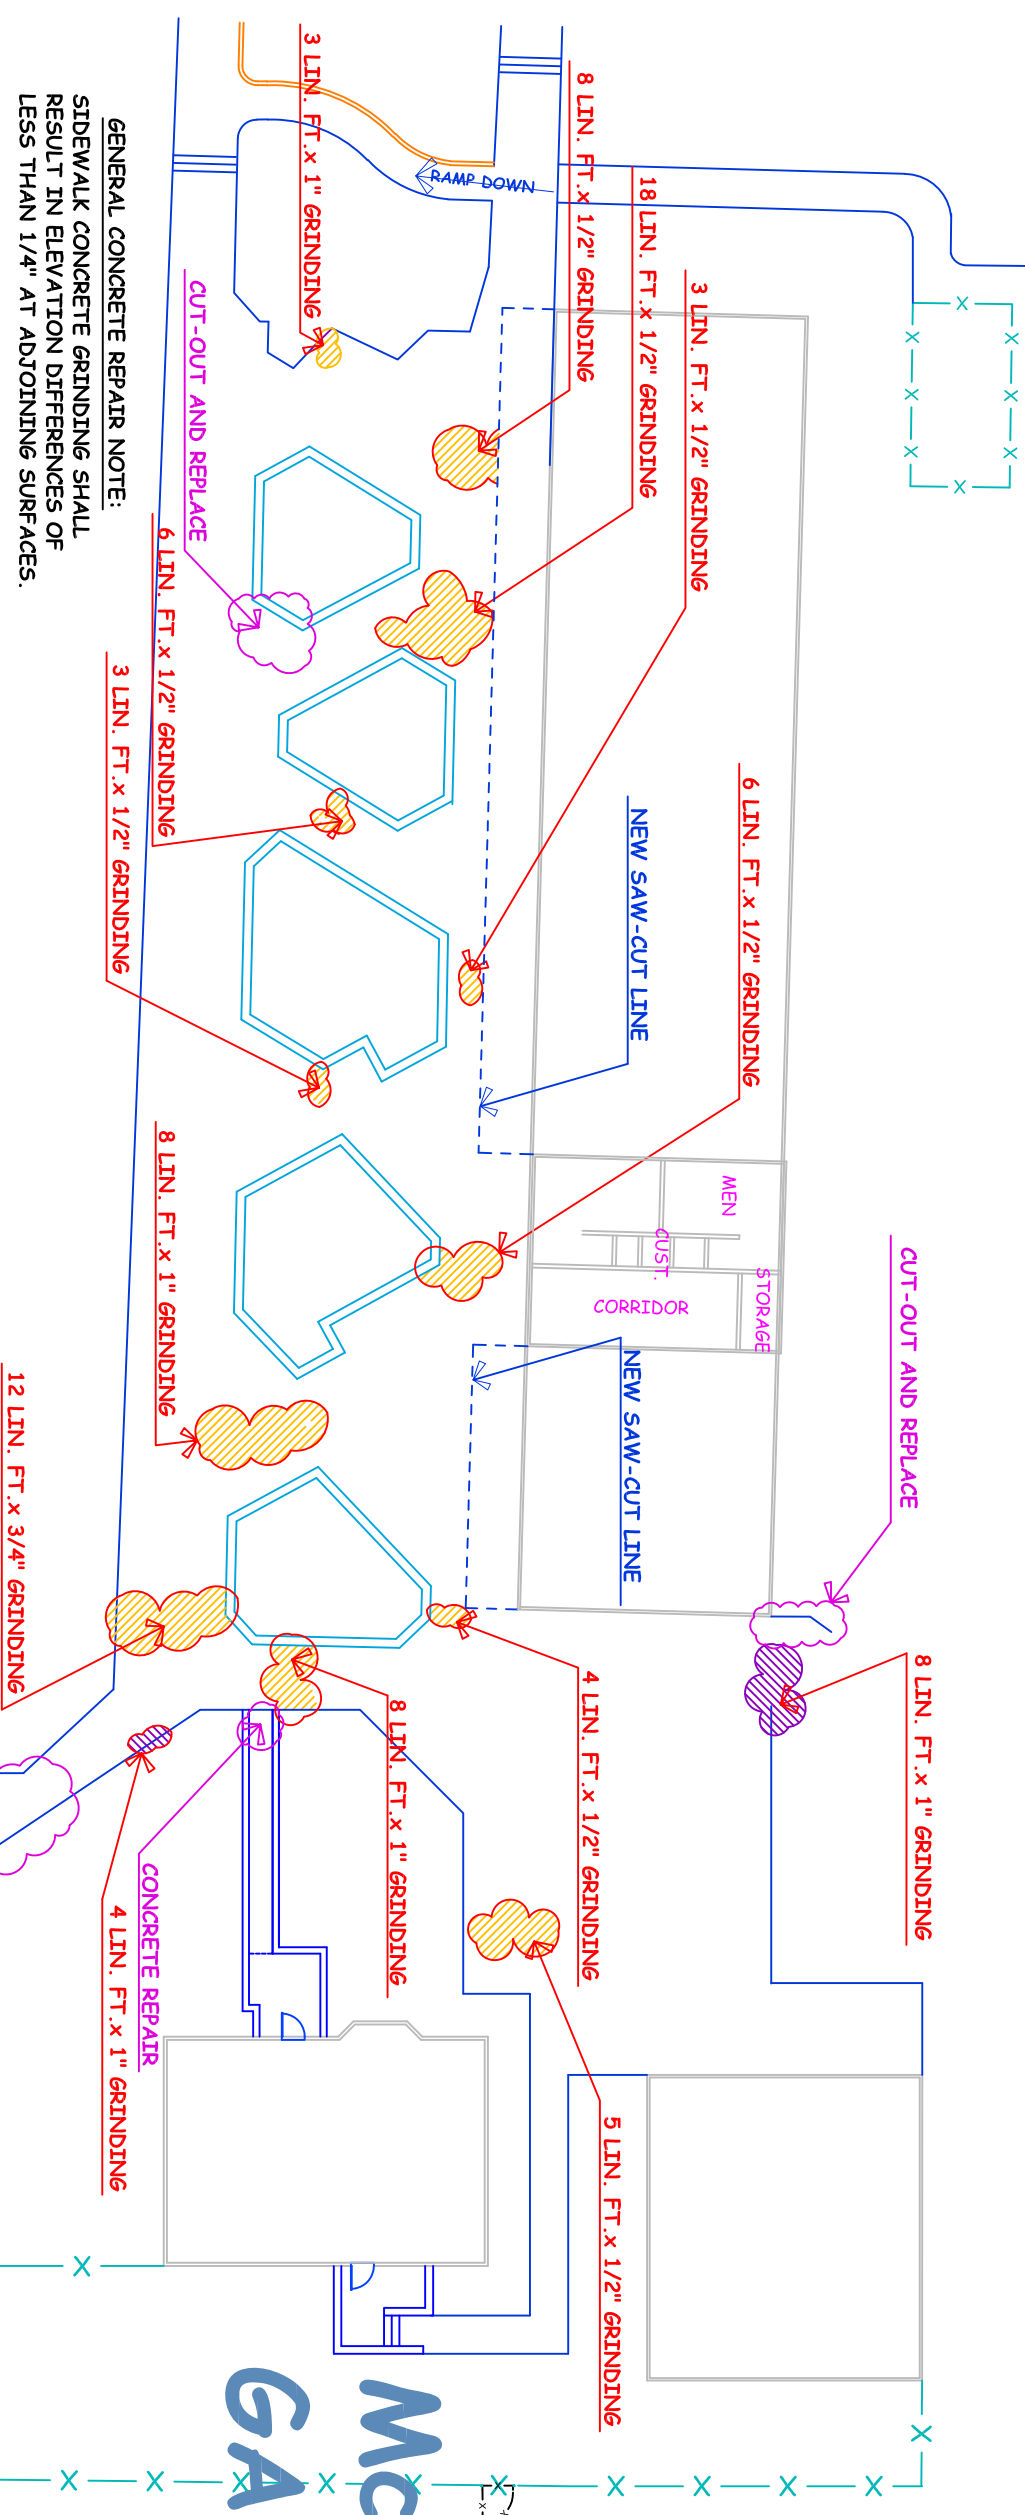 3 LIN. FT.x 1" GRINDING
8 LIN. FT.x 1/2" GRINDING
18 LIN. FT.x 1/2" GRINDING
3 LIN. FT.x 1/2" GRINDING
RAMP DOWN
GENERAL CONCRETE REPAIR NOTE:
SIDEWALK CONCRETE GRINDING SHALL
RESULT IN ELEVATION DIFFERENCES OF
LESS THAN 1/4" AT ADJOINING SURFACES.
CUT-OUT AND REPLACE
6 LIN. FT.x 1/2" GRINDING
3 LIN. FT.x 1/2" GRINDING
NEW SAW-CUT LINE
6 LIN. FT.x 1/2" GRINDING
8 LIN. FT.x 1" GRINDING
MEN
CUST.
STORAGE
CORRIDOR
CUT-OUT AND REPLACE
NEW SAW-CUT LINE
12 LIN. FT.x 3/4" GRINDING
8 LIN. FT.x 1" GRINDING
4 LIN. FT.x 1/2" GRINDING
8 LIN. FT.x 1" GRINDING
CONCRETE REPAIR
4 LIN. FT.x 1" GRINDING
5 LIN. FT.x 1/2" GRINDING
MC
GA